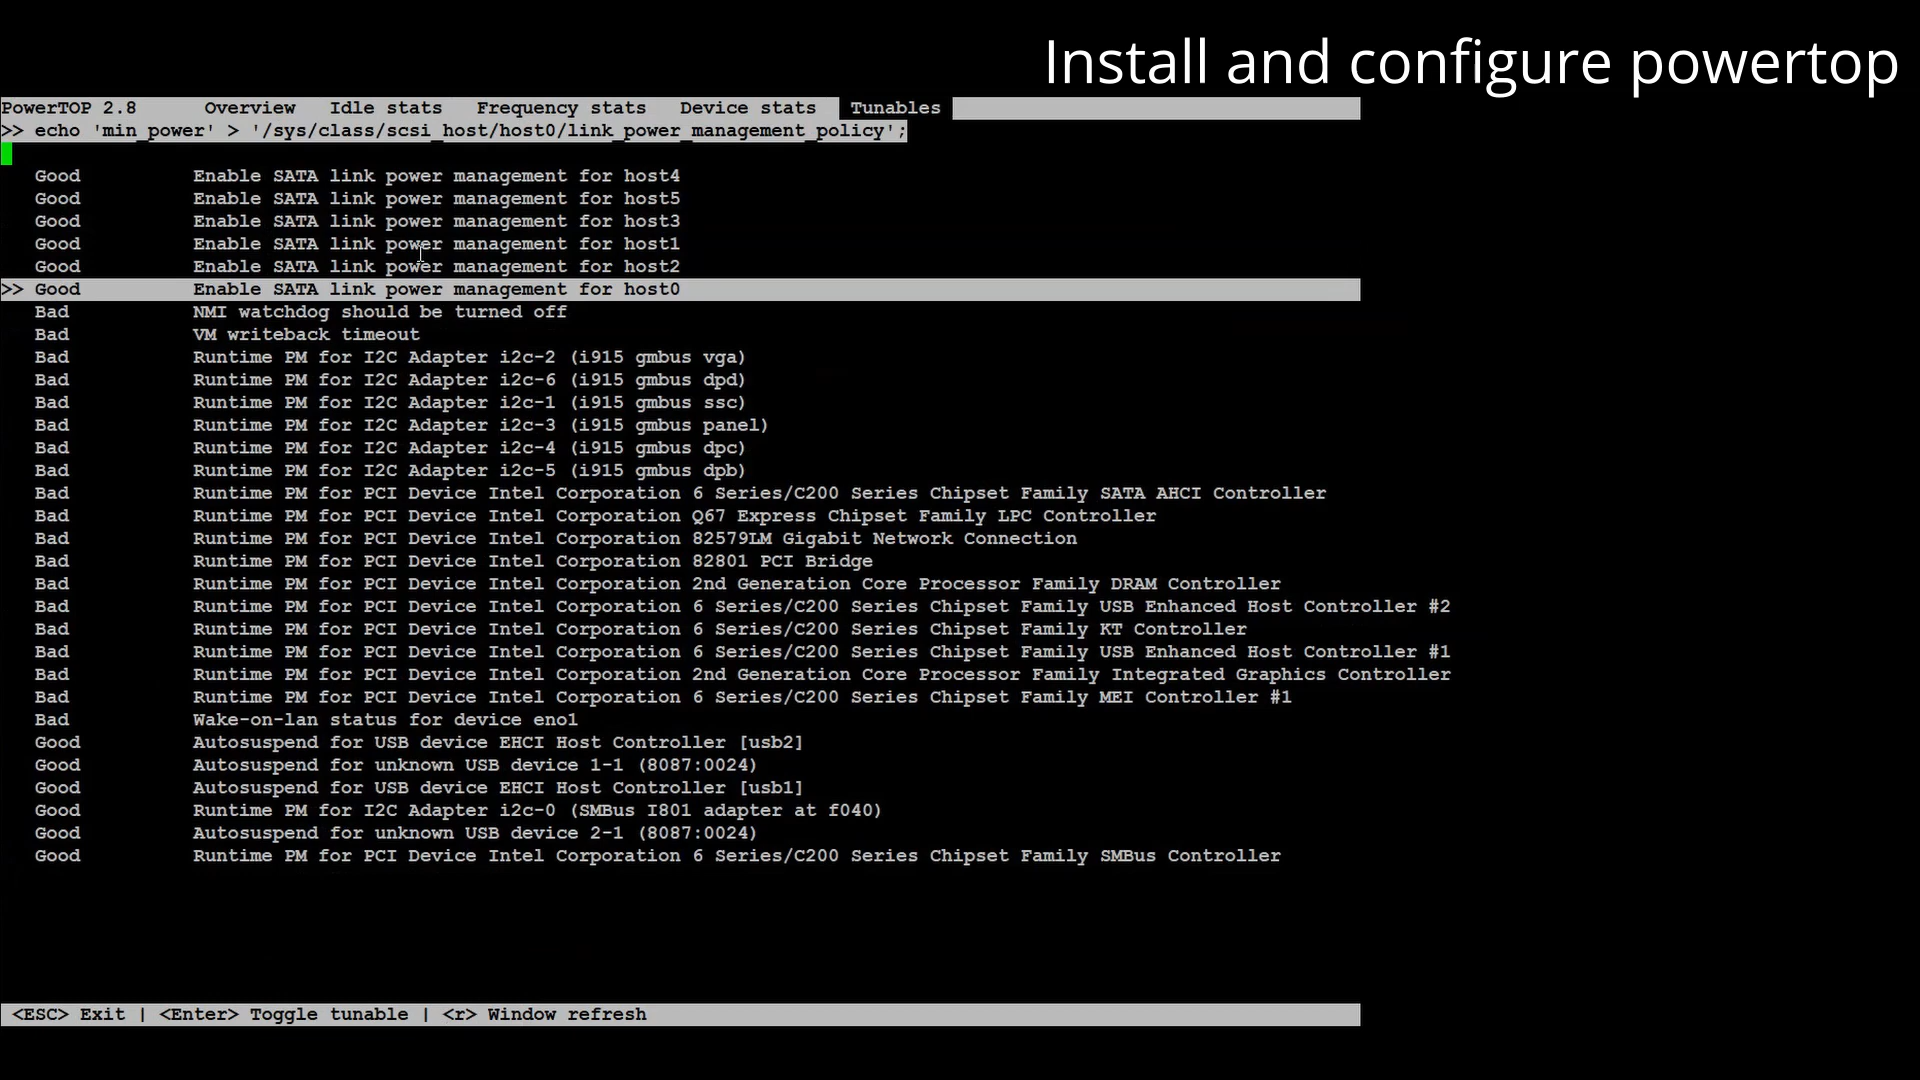 Install and configure powertop
PowerTOP 2.8 Overview Idle stats Frequency stats Device stats Tunables
>> echo 'min_power' > '/sys/class/scsi_host/host0/link_power_management_policy';
Good Enable SATA link power management for host4
Good Enable SATA link power management for host5
Good Enable SATA link power management for host3
Good Enable SATA link power management for host1
Good Enable SATA link power management for host2
>> Good Enable SATA link power management for host0
Bad NMI watchdog should be turned off
Bad VM writeback timeout
Bad Runtime PM for I2C Adapter i2c-2 (i915 gmbus vga)
Bad Runtime PM for I2C Adapter i2c-6 (i915 gmbus dpd)
Bad Runtime PM for I2C Adapter i2c-1 (i915 gmbus ssc)
Bad Runtime PM for I2C Adapter i2c-3 (i915 gmbus panel)
Bad Runtime PM for I2C Adapter i2c-4 (i915 gmbus dpc)
Bad Runtime PM for I2C Adapter i2c-5 (i915 gmbus dpb)
Bad Runtime PM for PCI Device Intel Corporation 6 Series/C200 Series Chipset Family SATA AHCI Controller
Bad Runtime PM for PCI Device Intel Corporation Q67 Express Chipset Family LPC Controller
Bad Runtime PM for PCI Device Intel Corporation 82579LM Gigabit Network Connection
Bad Runtime PM for PCI Device Intel Corporation 82801 PCI Bridge
Bad Runtime PM for PCI Device Intel Corporation 2nd Generation Core Processor Family DRAM Controller
Bad Runtime PM for PCI Device Intel Corporation 6 Series/C200 Series Chipset Family USB Enhanced Host Controller #2
Bad Runtime PM for PCI Device Intel Corporation 6 Series/C200 Series Chipset Family KT Controller
Bad Runtime PM for PCI Device Intel Corporation 6 Series/C200 Series Chipset Family USB Enhanced Host Controller #1
Bad Runtime PM for PCI Device Intel Corporation 2nd Generation Core Processor Family Integrated Graphics Controller
Bad Runtime PM for PCI Device Intel Corporation 6 Series/C200 Series Chipset Family MEI Controller #1
Bad Wake-on-lan status for device eno1
Good Autosuspend for USB device EHCI Host Controller [usb2]
Good Autosuspend for unknown USB device 1-1 (8087:0024)
Good Autosuspend for USB device EHCI Host Controller [usb1]
Good Runtime PM for I2C Adapter i2c-0 (SMBus I801 adapter at f040)
Good Autosuspend for unknown USB device 2-1 (8087:0024)
Good Runtime PM for PCI Device Intel Corporation 6 Series/C200 Series Chipset Family SMBus Controller
<ESC> Exit | <Enter> Toggle tunable | <r> Window refresh